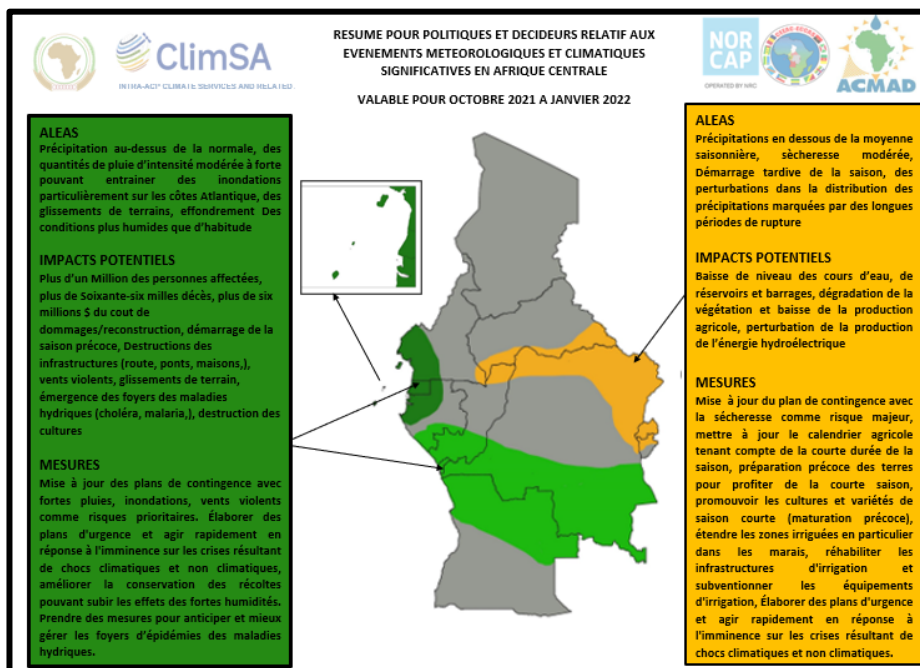 ClimSA
INTRA-ACP CLIMATE SERVICES AND RELATED
RESUME POUR POLITIQUES ET DECIDEURS RELATIF AUX
EVENEMENTS METEOROLOGIQUES ET CLIMATIQUES
SIGNIFICATIVES EN AFRIQUE CENTRALE
VALABLE POUR OCTOBRE 2021 A JANVIER 2022
NOR
CAP
OPERATED BY NRC
ACMAD
ALEAS
Précipitation au-dessus de la normale, des
quantités de pluie d'intensité modérée à forte
pouvant entrainer des inondations
particulièrement sur les côtes Atlantique, des
glissements de terrains, effondrement Des
conditions plus humides que d'habitude
IMPACTS POTENTIELS
Plus d'un Million des personnes affectées,
plus de Soixante-six milles décès, plus de six
millions $ du cout de
dommages/reconstruction, démarrage de la
saison précoce, Destructions des
infrastructures (route, ponts, maisons,),
vents violents, glissements de terrain,
émergence des foyers des maladies
hydriques (choléra, malaria,), destruction des
cultures
MESURES
Mise à jour des plans de contingence avec
fortes pluies, inondations, vents violents
comme risques prioritaires. Élaborer des
plans d'urgence et agir rapidement en
réponse à l'imminence sur les crises résultant
de chocs climatiques et non climatiques,
améliorer la conservation des récoltes
pouvant subir les effets des fortes humidités.
Prendre des mesures pour anticiper et mieux
gérer les foyers d'épidémies des maladies
hydriques.
ALEAS
Précipitations en dessous de la moyenne
saisonnière, sècheresse modérée,
Démarrage tardive de la saison, des
perturbations dans la distribution des
précipitations marquées par des longues
périodes de rupture
IMPACTS POTENTIELS
Baisse de niveau des cours d'eau, de
réservoirs et barrages, dégradation de la
végétation et baisse de la production
agricole, perturbation de la production
de l'énergie hydroélectrique
MESURES
Mise à jour du plan de contingence avec
la sécheresse comme risque majeur,
mettre à jour le calendrier agricole
tenant compte de la courte durée de la
saison, préparation précoce des terres
pour profiter de la courte saison,
promouvoir les cultures et variétés de
saison courte (maturation précoce),
étendre les zones irriguées en particulier
dans les marais, réhabiliter les
infrastructures d'irrigation et
subventionner les équipements
d'irrigation, Élaborer des plans d'urgence
et agir rapidement en réponse à
l'imminence sur les crises résultant de
chocs climatiques et non climatiques.